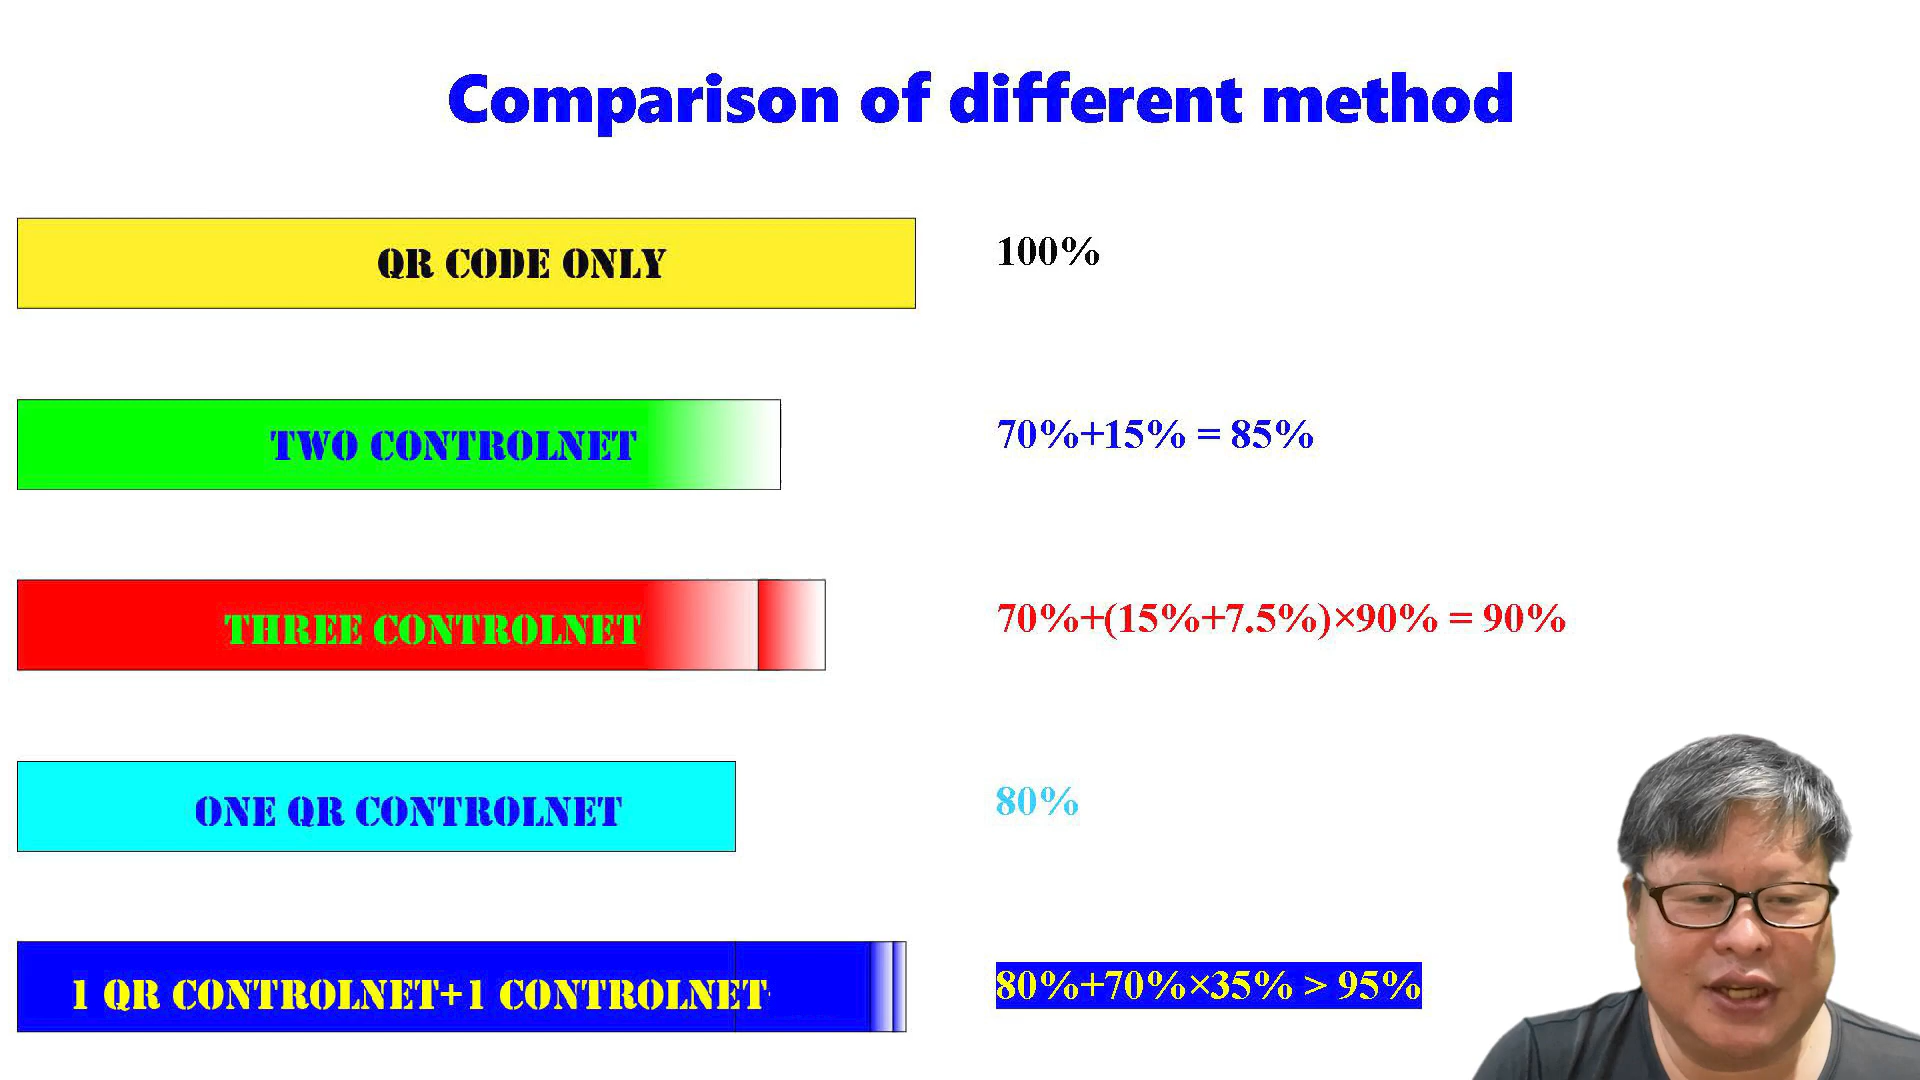 Comparison of different method
QR CODE ONLY
100%
TWO CONTROLNET
70%+15% = 85%
THREE CONTROLNET
70%+(15%+7.5%)×90% = 90%
ONE QR CONTROLNET
80%
1 QR CONTROLNET+1 CONTROLNET
80%+70%×35% > 95%